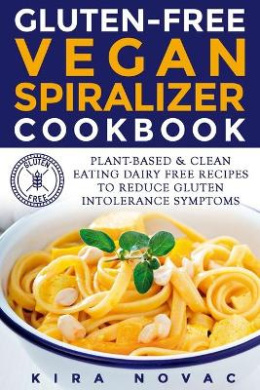 GLUTEN-FREE
VEGAN
SPIRALIZER
COOKBOOK
GLUTEN
FREE
PLANT-BASED & CLEAN
EATING DAIRY FREE RECIPES
TO REDUCE GLUTEN
INTOLERANCE SYMPTOMS
KIRA NOVAC